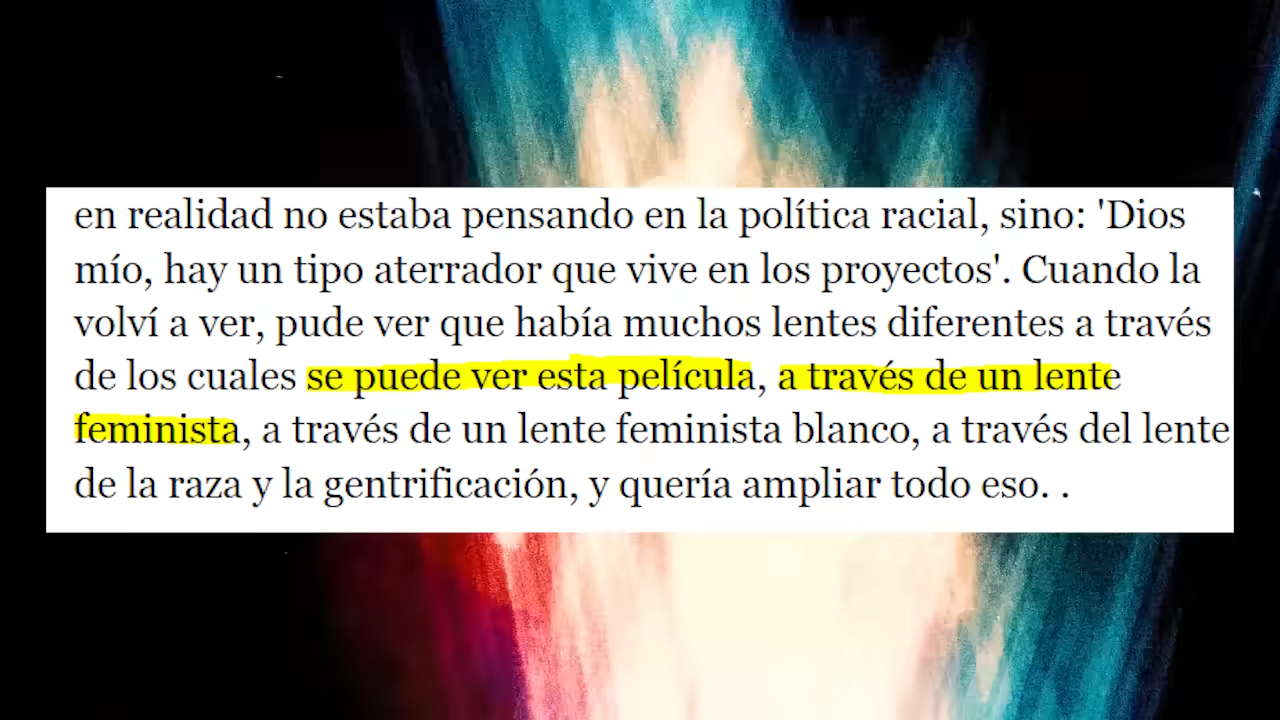 en realidad no estaba pensando en la política racial, sino: 'Dios
mío, hay un tipo aterrador que vive en los proyectos'. Cuando la
volví a ver, pude ver que había muchos lentes diferentes a través
de los cuales se puede ver esta película, a través de un lente
feminista, a través de un lente feminista blanco, a través del lente
de la raza y la gentrificación, y quería ampliar todo eso. .